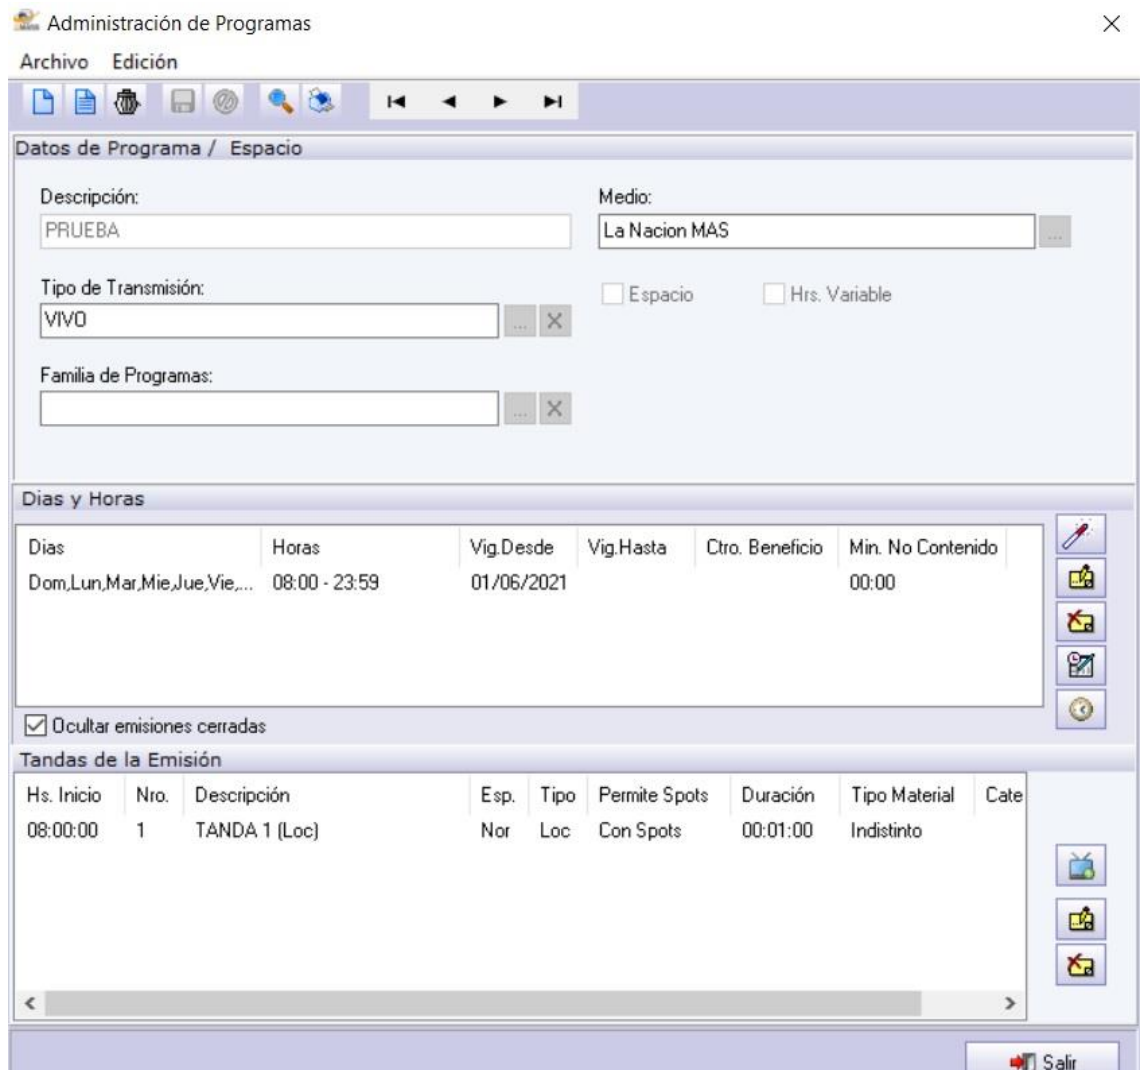 Administración de Programas
Archivo Edición
Datos de Programa / Espacio
Descripción: Medio:
PRUEBA La Nacion MAS ...
Tipo de Transmisión: Espacio Hrs. Variable
VIVO ...
Familia de Programas:
...
Dias y Horas
Dias Horas Vig.Desde Vig.Hasta Ctro. Beneficio Min. No Contenido
Dom,Lun,Mar,Mie,Jue,Vie,... 08:00 - 23:59 01/06/2021 00:00
Ocultar emisiones cerradas
Tandas de la Emisión
Hs. Inicio Nro. Descripción Esp. Tipo Permite Spots Duración Tipo Material Cate
08:00:00 1 TANDA 1 (Loc) Nor Loc Con Spots 00:01:00 Indistinto
Salir